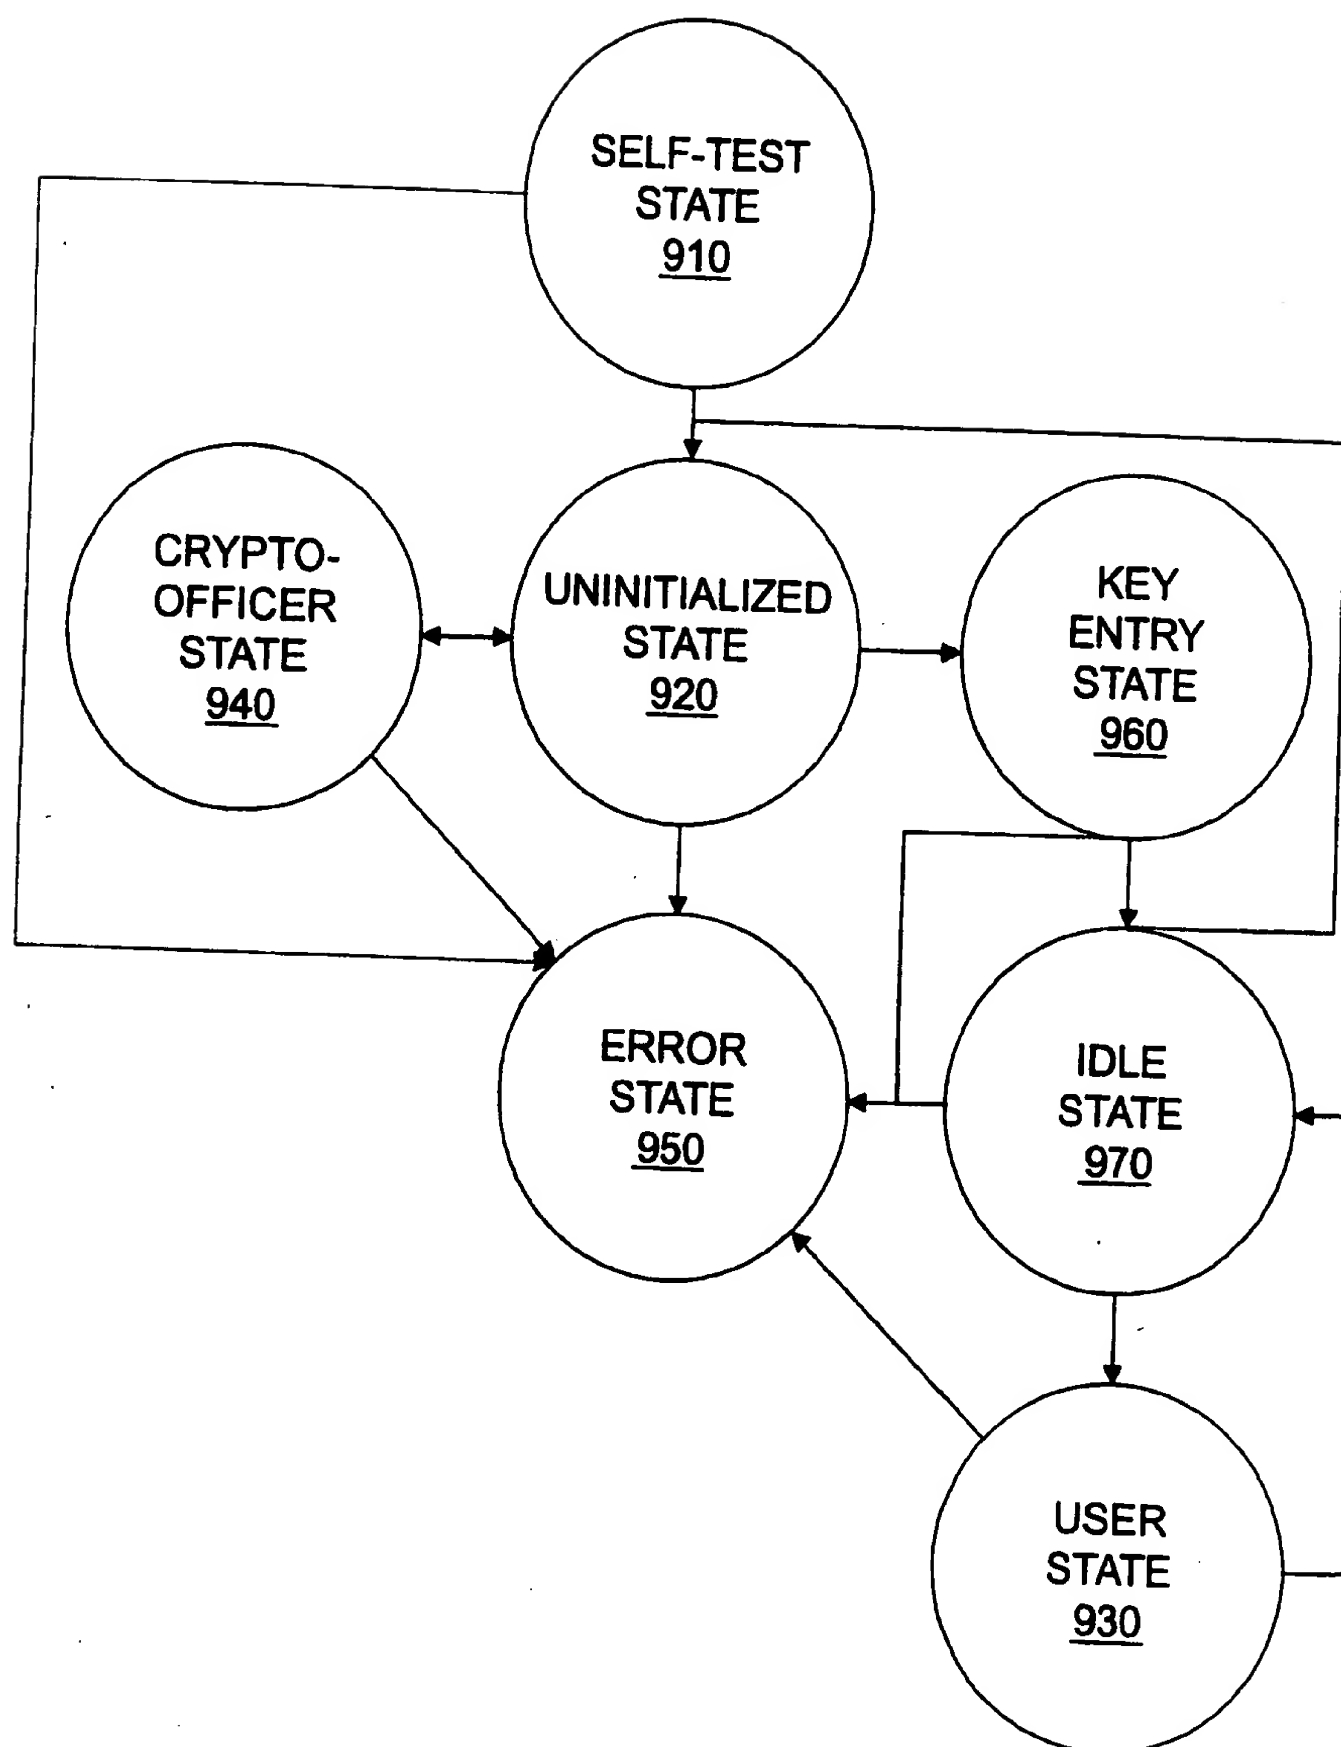 SELF-TEST
STATE
910
CRYPTO-
OFFICER
STATE
940
UNINITIALIZED
STATE
920
KEY
ENTRY
STATE
960
ERROR
STATE
950
IDLE
STATE
970
USER
STATE
930